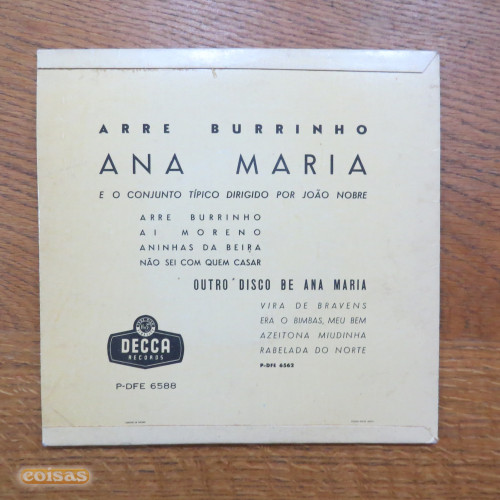 ARRE BURRINHO
ANA MARIA
E O CONJUNTO TÍPICO DIRIGIDO POR JOÃO NOBRE
ARRE BURRINHO
AI MORENO
ANINHAS DA BEIRA
NÃO SEI COM QUEM CASAR
OUTRO DISCO DE ANA MARIA
VIRA DE BRAVENS
ERA O BIMBAS, MEU BEM
AZEITONA MIUDINHA
RABELADA DO NORTE
P-DFE 6563
DECCA
RECORDS
P-DFE 6588
coisas